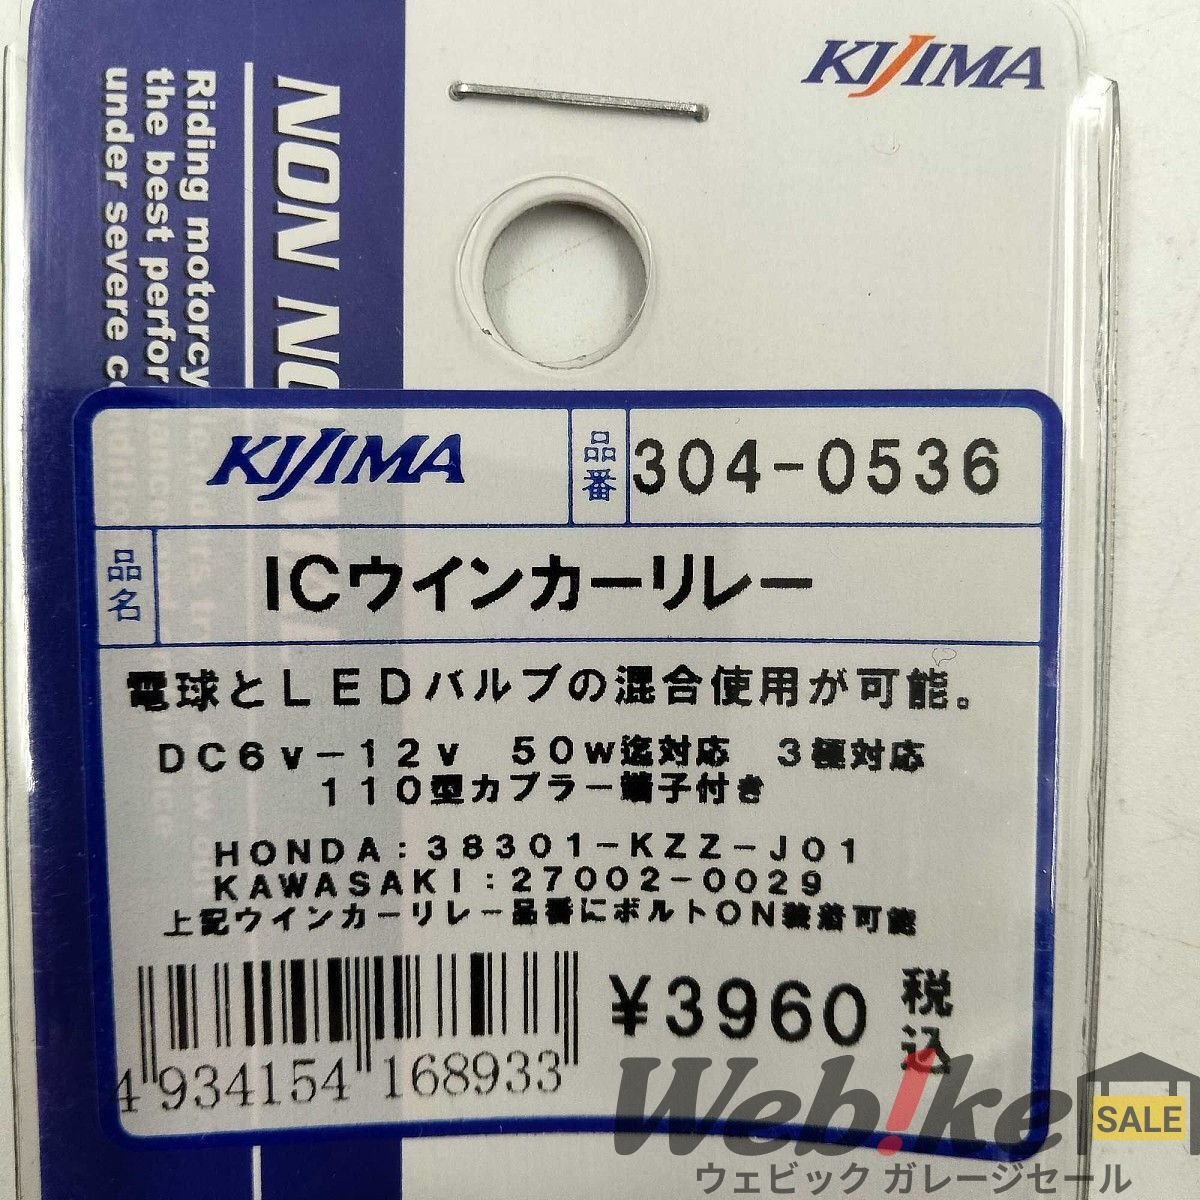 KIJIMA
NON NO
Riding motorcy
the best perfor
under severe co
KIJIMA
品番
304-0536
品名
ICウインカーリレー
電球とLEDバルブの混合使用が可能。
DC6v-12v 50w迄対応 3極対応
110型カプラー端子付き
HONDA:38301-KZZ-J01
KAWASAKI:27002-0029
上記ウインカーリレー品番にボルトON装着可能
¥3960 税込
4 934154 168933
Web!ke
SALE
ウェビック ガレージセール